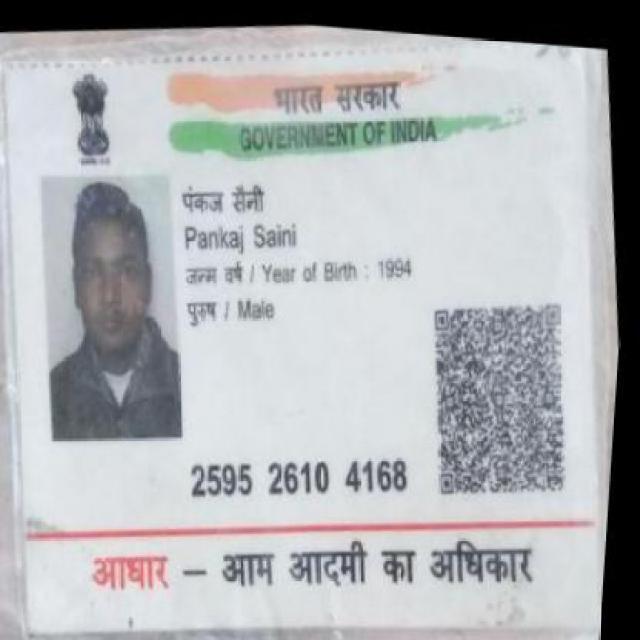 भारत सरकार
GOVERNMENT OF INDIA
पंकज सैनी
Pankaj Saini
जन्म वर्ष / Year of Birth : 1994
पुरुष / Male
2595 2610 4168
आधार – आम आदमी का अधिकार